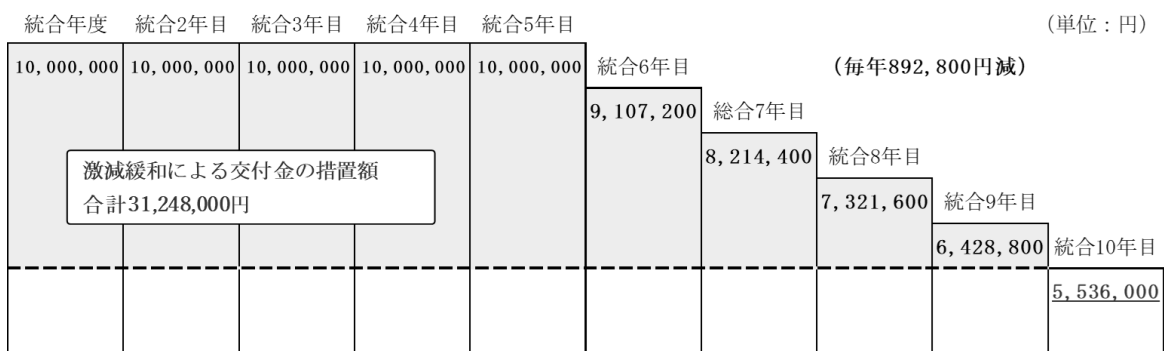 統合年度 統合2年目 統合3年目 統合4年目 統合5年目 (単位：円)
10,000,000 10,000,000 10,000,000 10,000,000 10,000,000 統合6年目 (毎年892,800円減)
9,107,200 総合7年目
8,214,400 統合8年目
激減緩和による交付金の措置額
合計31,248,000円
7,321,600 統合9年目
6,428,800 統合10年目
5,536,000